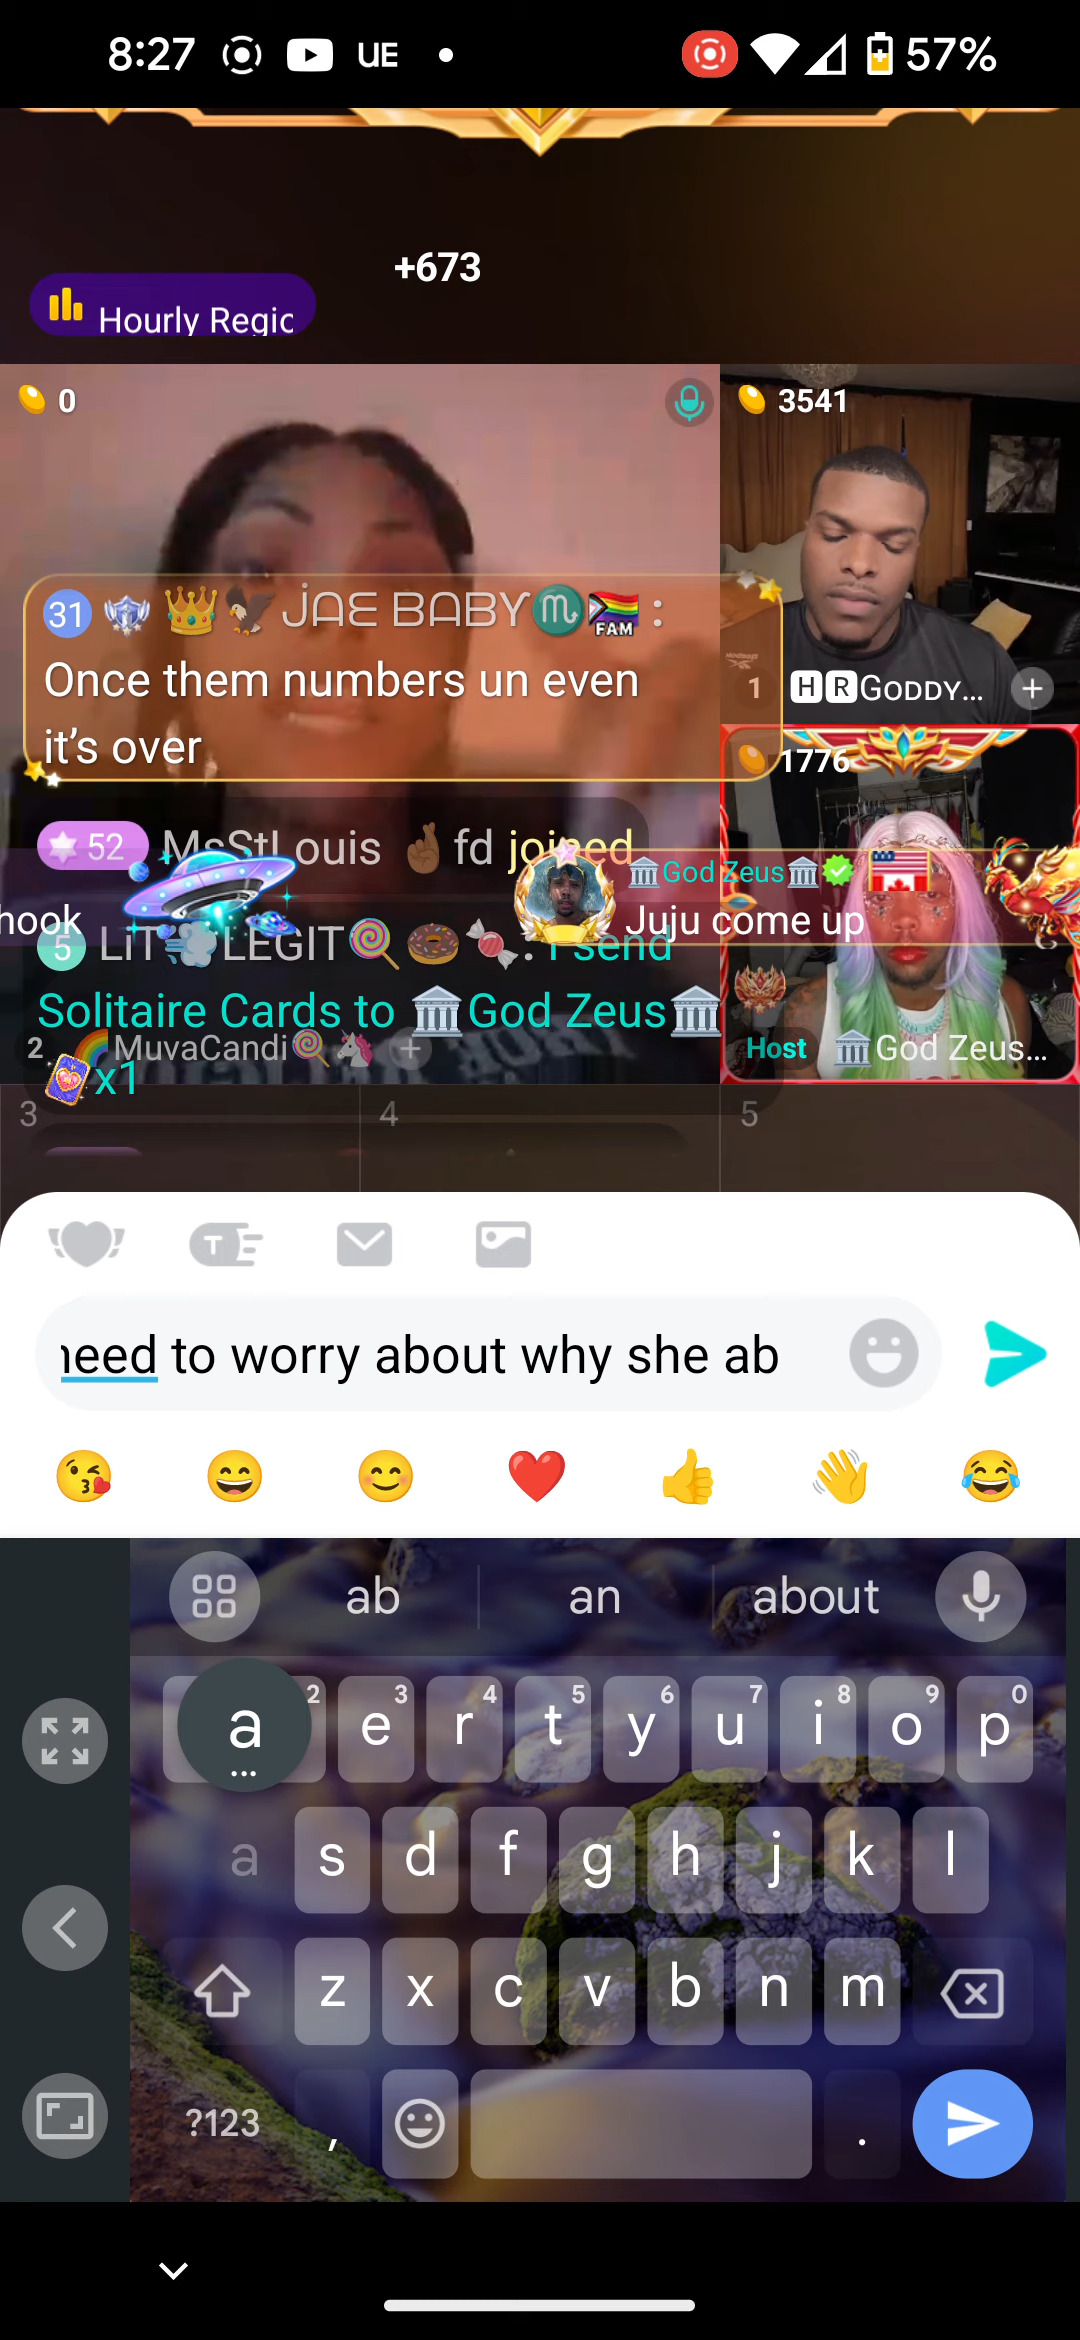 8:27 UE 57%
+673
Hourly Regio
0
3541
31 👑🦅 JAE BABY♏🏳️‍🌈 FAM :
Once them numbers un even
it's over
1 🅷🆁Gᴏᴅᴅʏ... +
1776
52 MsStLouis 🤞🏾 fd joined
🏛️God Zeus🏛️
hook
Juju come up
5 LiT💨LEGIT🍭🍩🍬: I send
Solitaire Cards to 🏛️God Zeus🏛️
x1
2 🌈MuvaCandi🍭🦄 +
Host 🏛️God Zeus...
3 4 5
T
need to worry about why she ab
😘 😄 😊 ❤️ 👍 👋 😂
ab an about
a 2 e 3 r 4 t 5 y 6 u 7 i 8 o 9 p 0
...
a s d f g h j k l
z x c v b n m
?123 , .